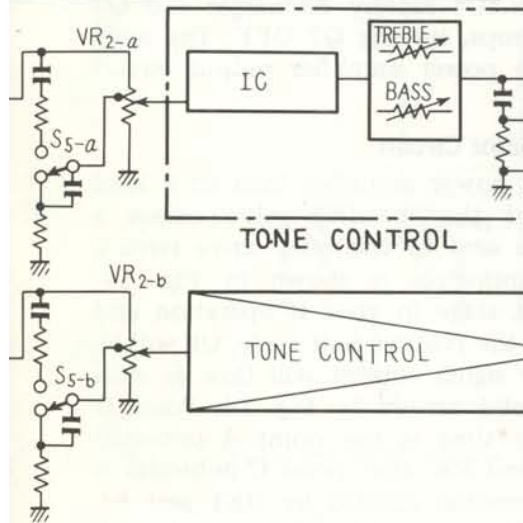 VR2-a
TREBLE
IC
BASS
S5-a
TONE CONTROL
VR2-b
TONE CONTROL
S5-b